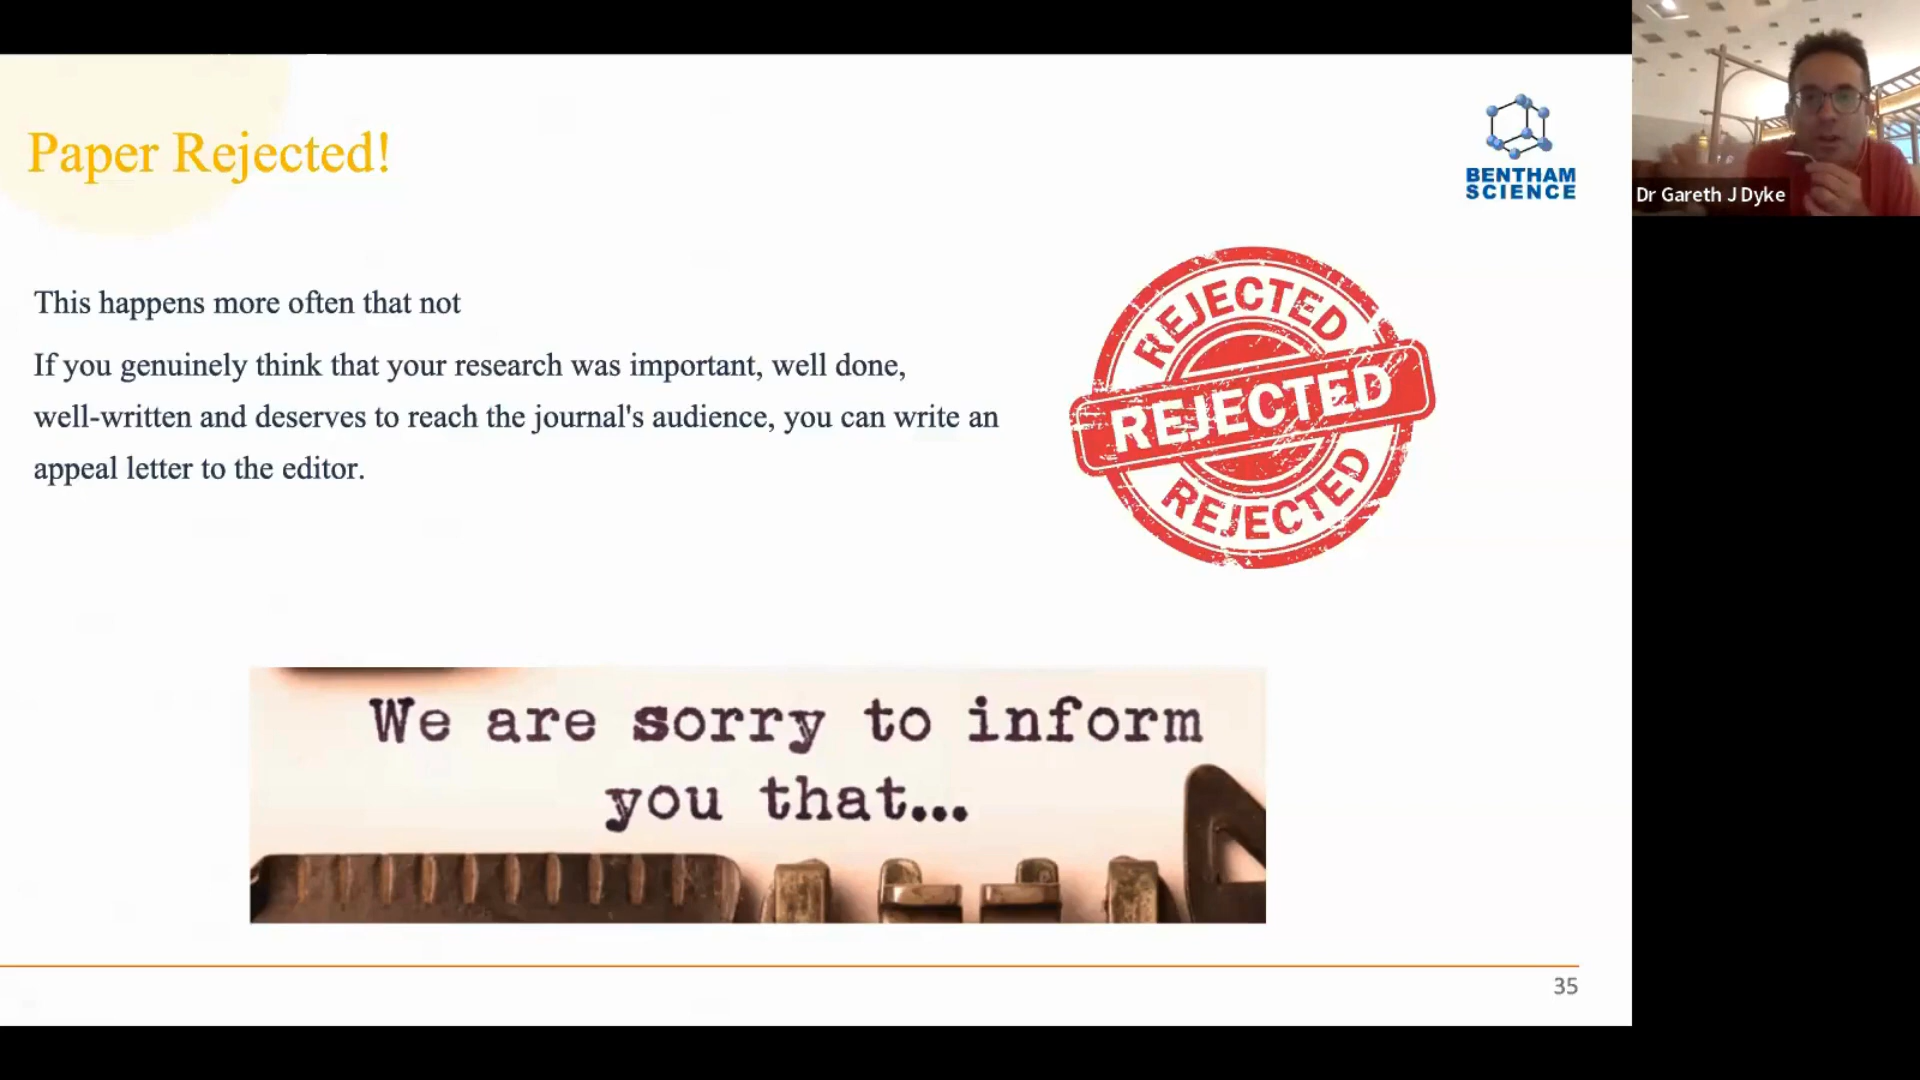 Paper Rejected!
BENTHAM
SCIENCE
Dr Gareth J Dyke
This happens more often that not
If you genuinely think that your research was important, well done,
well-written and deserves to reach the journal's audience, you can write an
appeal letter to the editor.
REJECTED
REJECTED
REJECTED
We are sorry to inform
you that...
35